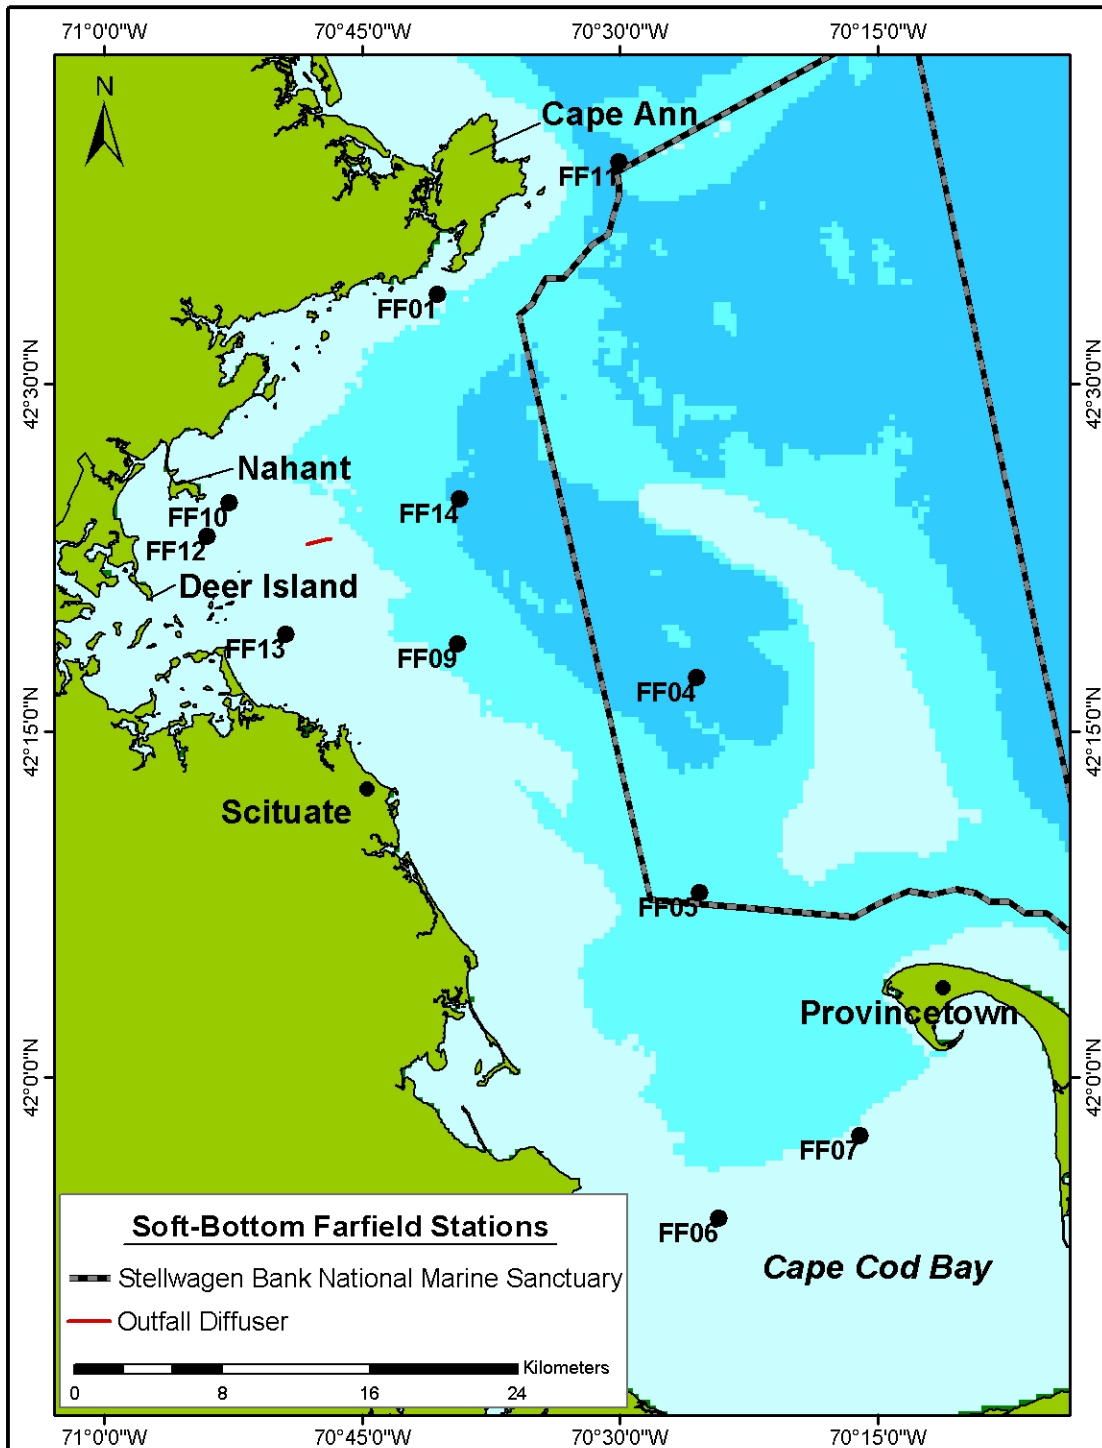 71°0'0"W 70°45'0"W 70°30'0"W 70°15'0"W
N
Cape Ann
FF11
FF01
42°30'0"N 42°30'0"N
Nahant
FF10
FF14
FF12
Deer Island
FF13
FF09
FF04
42°15'0"N 42°15'0"N
Scituate
FF05
Provincetown
42°0'0"N 42°0'0"N
FF07
FF06
Cape Cod Bay
Soft-Bottom Farfield Stations
Stellwagen Bank National Marine Sanctuary
Outfall Diffuser
Kilometers
0 8 16 24
71°0'0"W 70°45'0"W 70°30'0"W 70°15'0"W